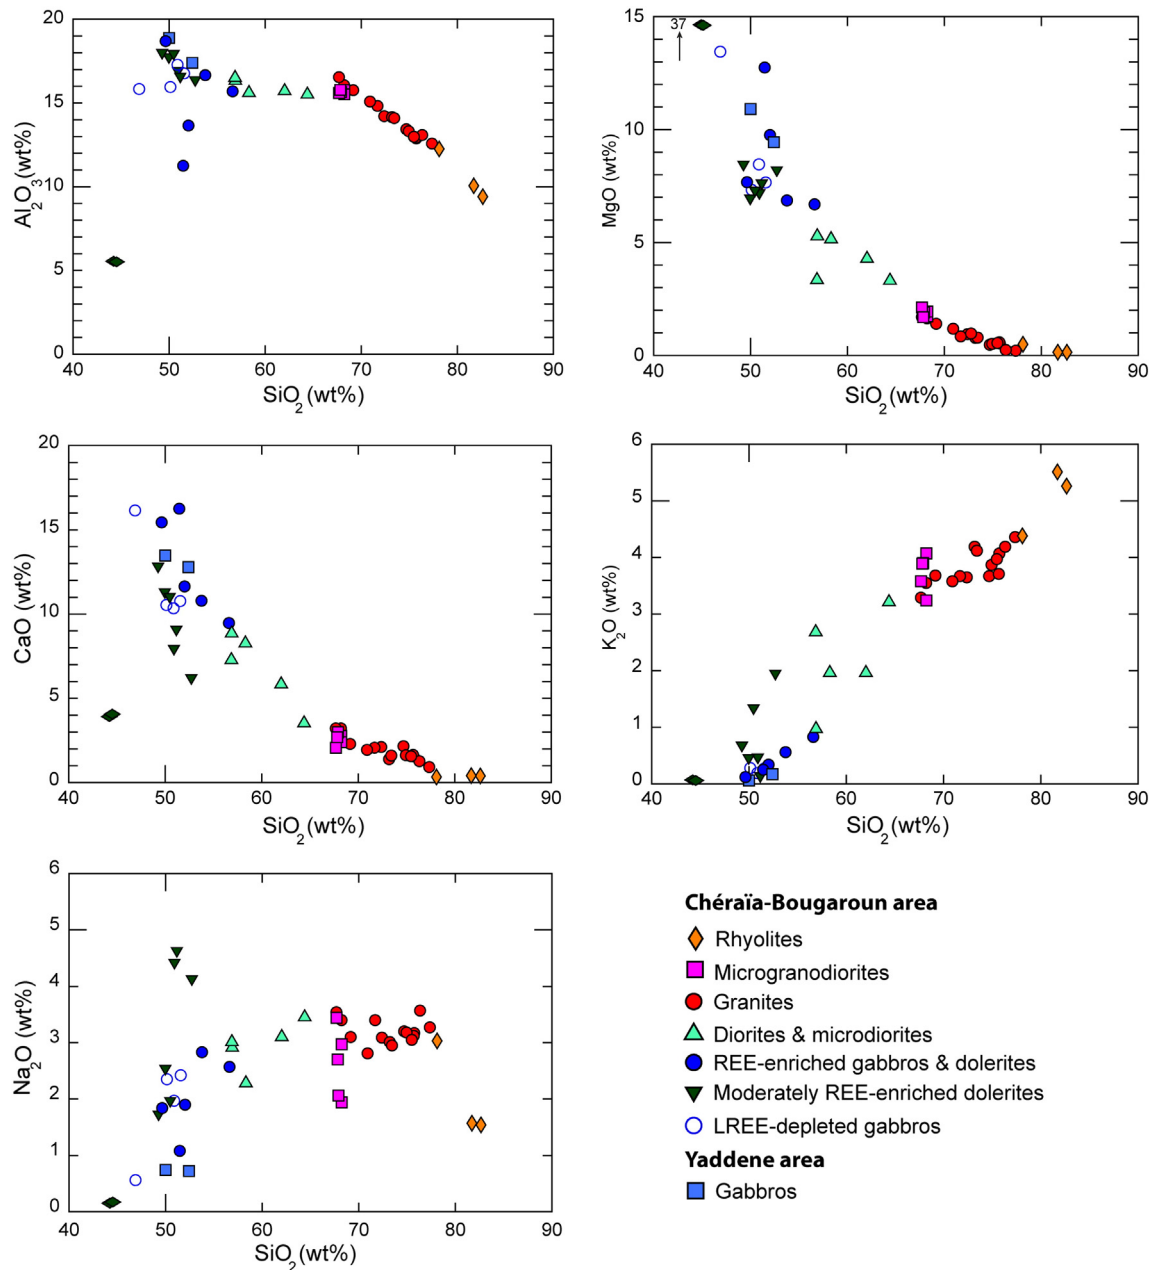 20
15
10
5
0
40
50
60
70
80
90
Al2O3(wt%)
SiO2(wt%)
15
37
10
5
0
40
50
60
70
80
90
MgO (wt%)
SiO2(wt%)
20
15
10
5
0
40
50
60
70
80
90
CaO (wt%)
SiO2(wt%)
6
5
4
3
2
1
0
40
50
60
70
80
90
K2O (wt%)
SiO2(wt%)
6
5
4
3
2
1
0
40
50
60
70
80
90
Na2O (wt%)
SiO2(wt%)
Chéraïa-Bougaroun area
Rhyolites
Microgranodiorites
Granites
Diorites & microdiorites
REE-enriched gabbros & dolerites
Moderately REE-enriched dolerites
LREE-depleted gabbros
Yaddene area
Gabbros